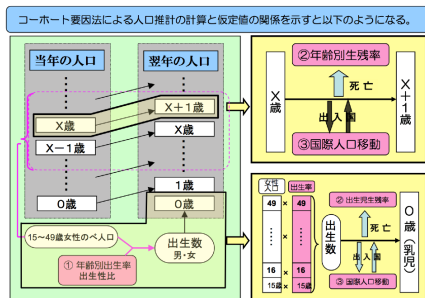 コーホート要因法による人口推計の計算と仮定値の関係を示すと以下のようになる。
当年の人口
翌年の人口
X+1歳
X歳
X歳
X−1歳
1歳
0歳
0歳
15〜49歳女性のべ人口
出生数
男・女
① 年齢別出生率
出生性比
②年齢別生残率
X歳
死亡
X+1歳
出入国
③国際人口移動
女性
人口
出生率
49 × 49
16 × 16
15歳 × 15歳
出生数
② 出生児生残率
死亡
出入国
③ 国際人口移動
0歳(乳児)